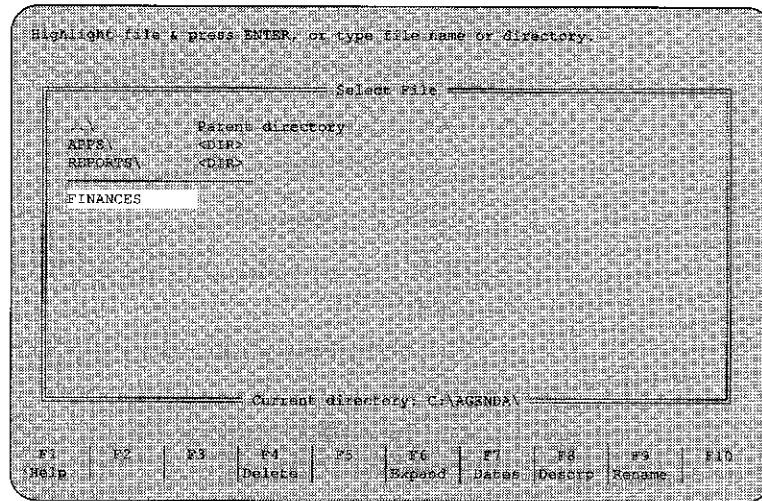 Highlight file & press ENTER, or type file name or directory.
Select File
..\ Parent directory
APPS\ <DIR>
REPORTS\ <DIR>
FINANCES
Current directory: C:\AGENDA\
F1 F2 F3 F4 F5 F6 F7 F8 F9 F10
Help Delete Expand Dates Descrp Rename